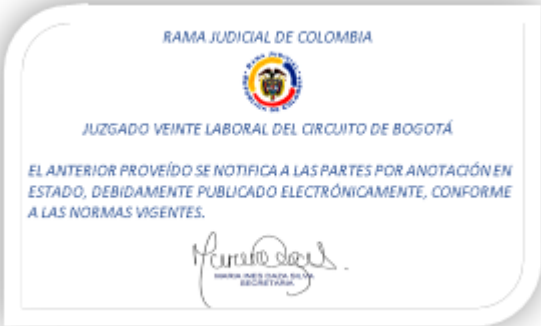 RAMA JUDICIAL DE COLOMBIA
JUZGADO VEINTE LABORAL DEL CIRCUITO DE BOGOTÁ
EL ANTERIOR PROVEÍDO SE NOTIFICA A LAS PARTES POR ANOTACIÓN EN
ESTADO, DEBIDAMENTE PUBLICADO ELECTRÓNICAMENTE, CONFORME
A LAS NORMAS VIGENTES.
MARIA INES DAZA SILVA
SECRETARIA